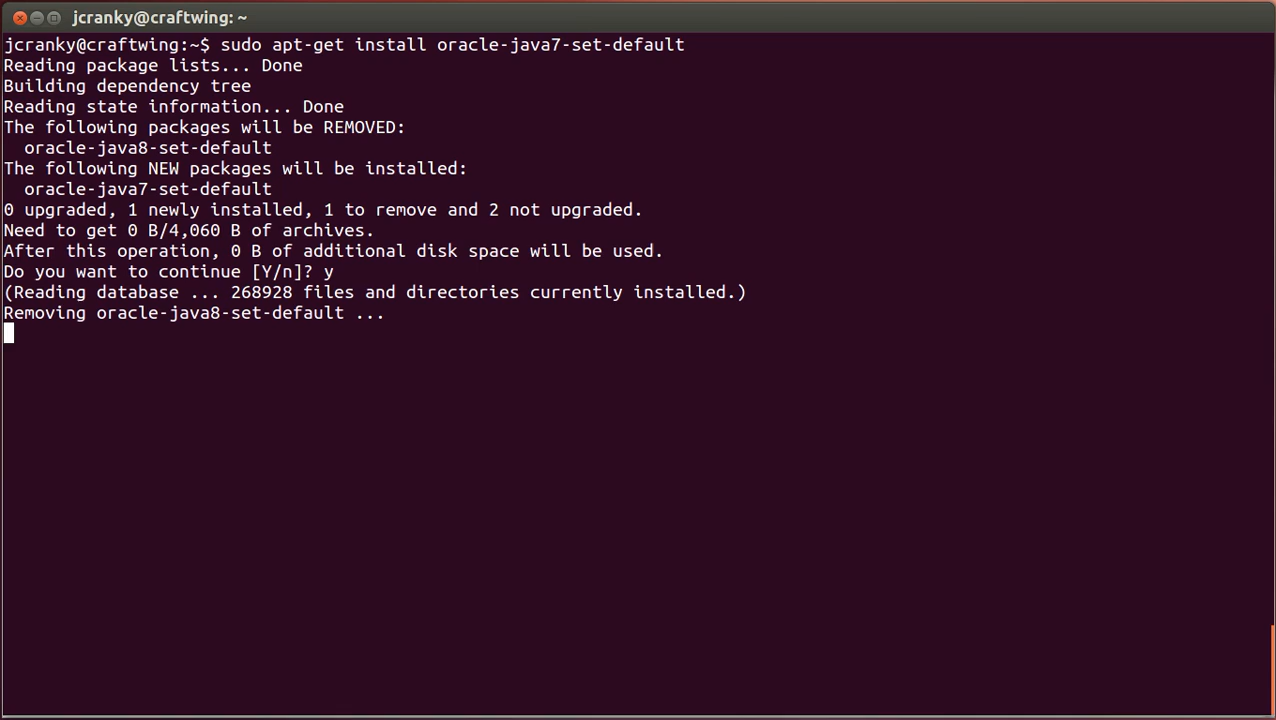 jcranky@craftwing: ~
jcranky@craftwing:~$ sudo apt-get install oracle-java7-set-default
Reading package lists... Done
Building dependency tree
Reading state information... Done
The following packages will be REMOVED:
  oracle-java8-set-default
The following NEW packages will be installed:
  oracle-java7-set-default
0 upgraded, 1 newly installed, 1 to remove and 2 not upgraded.
Need to get 0 B/4,060 B of archives.
After this operation, 0 B of additional disk space will be used.
Do you want to continue [Y/n]? y
(Reading database ... 268928 files and directories currently installed.)
Removing oracle-java8-set-default ...